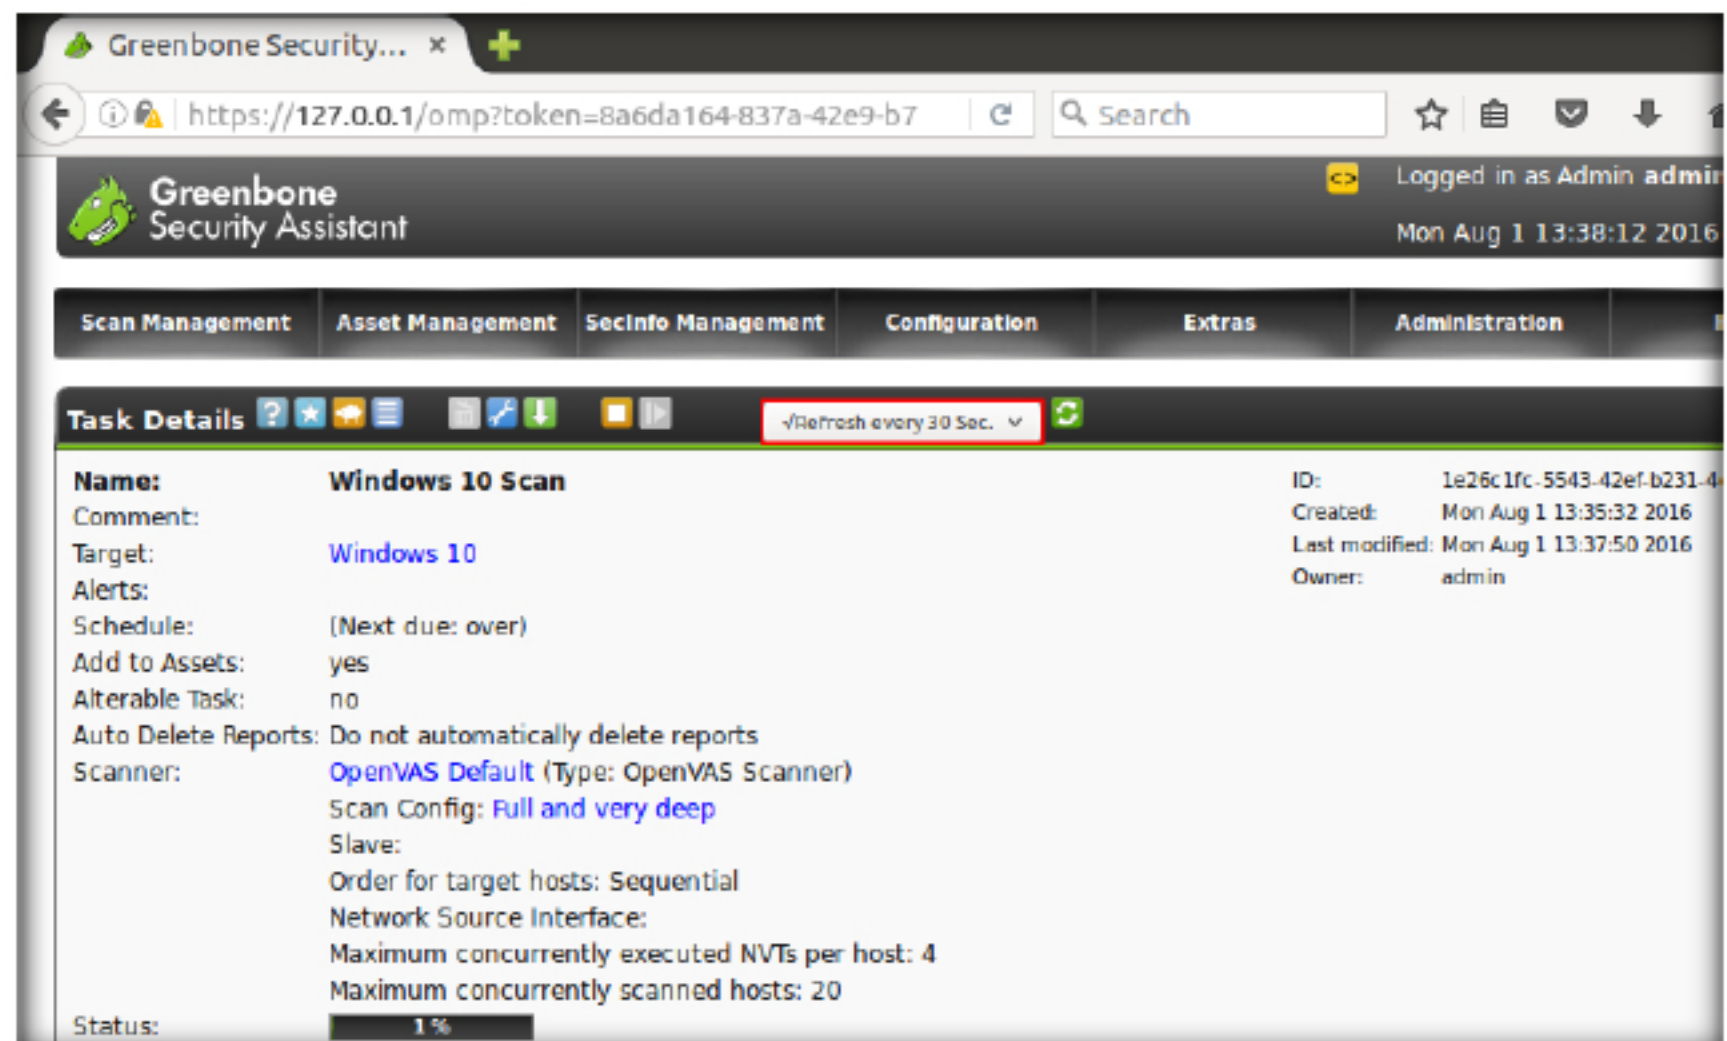 Greenbone Security... ×
https://127.0.0.1/omp?token=8a6da164-837a-42e9-b7
Search
Greenbone
Security Assistant
Logged in as Admin admin
Mon Aug 1 13:38:12 2016
Scan Management Asset Management SecInfo Management Configuration Extras Administration
Task Details
√Refresh every 30 Sec.
Name: Windows 10 Scan
Comment:
Target: Windows 10
Alerts:
Schedule: (Next due: over)
Add to Assets: yes
Alterable Task: no
Auto Delete Reports: Do not automatically delete reports
Scanner: OpenVAS Default (Type: OpenVAS Scanner)
Scan Config: Full and very deep
Slave:
Order for target hosts: Sequential
Network Source Interface:
Maximum concurrently executed NVTs per host: 4
Maximum concurrently scanned hosts: 20
Status: 1 %
ID: 1e26c1fc-5543-42ef-b231-4
Created: Mon Aug 1 13:35:32 2016
Last modified: Mon Aug 1 13:37:50 2016
Owner: admin